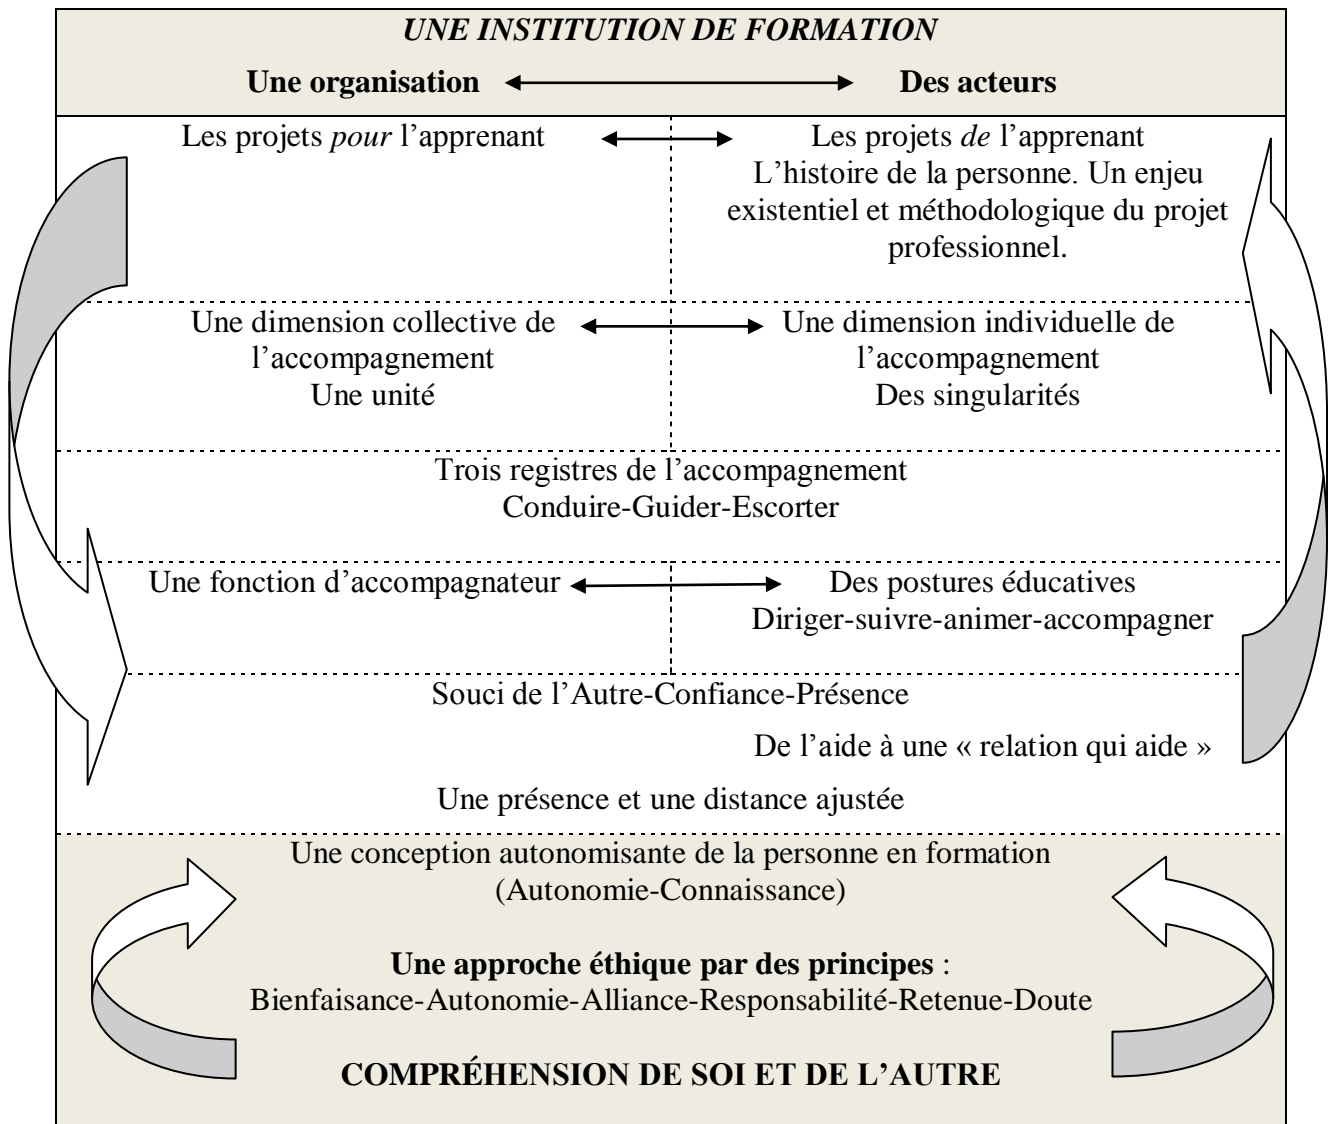 UNE INSTITUTION DE FORMATION
Une organisation
Des acteurs
Les projets pour l’apprenant
Les projets de l’apprenant
L’histoire de la personne. Un enjeu
existentiel et méthodologique du projet
professionnel.
Une dimension collective de
l’accompagnement
Une unité
Une dimension individuelle de
l’accompagnement
Des singularités
Trois registres de l’accompagnement
Conduire-Guider-Escorter
Une fonction d’accompagnateur
Des postures éducatives
Diriger-suivre-animer-accompagner
Souci de l’Autre-Confiance-Présence
De l’aide à une « relation qui aide »
Une présence et une distance ajustée
Une conception autonomisante de la personne en formation
(Autonomie-Connaissance)
Une approche éthique par des principes :
Bienfaisance-Autonomie-Alliance-Responsabilité-Retenue-Doute
COMPRÉHENSION DE SOI ET DE L’AUTRE